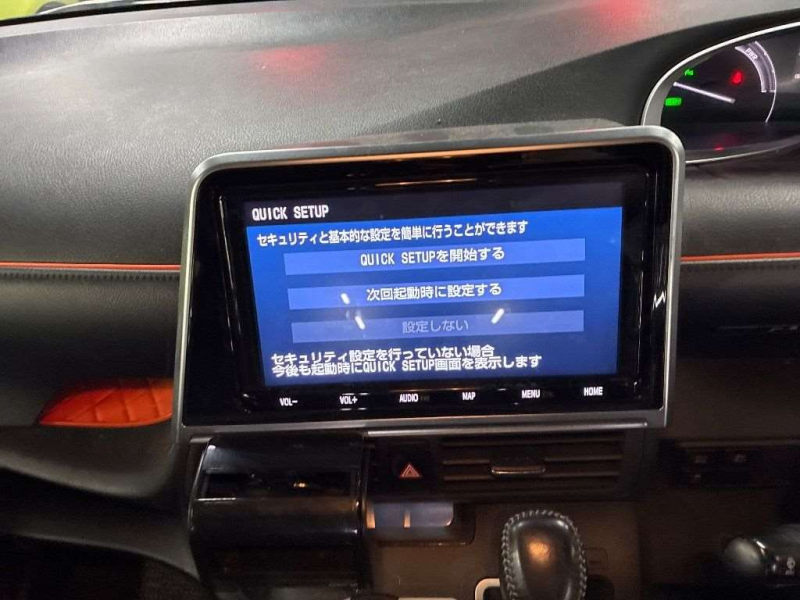 QUICK SETUP
セキュリティと基本的な設定を簡単に行うことができます
QUICK SETUPを開始する
次回起動時に設定する
設定しない
セキュリティ設定を行っていない場合
今後も起動時にQUICK SETUP画面を表示します
VOL- VOL+ AUDIO MAP MENU HOME